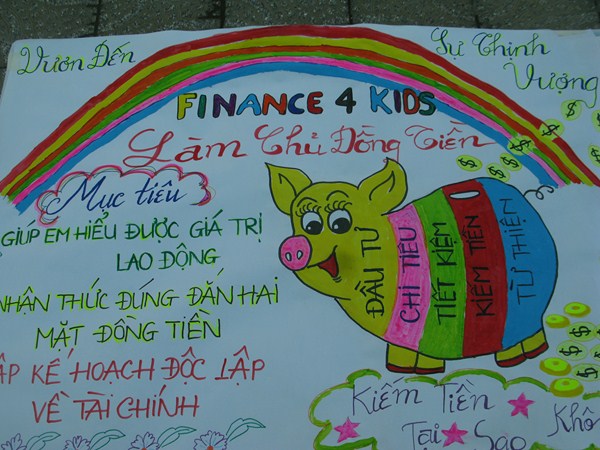 Vươn Đến
Sự Thịnh
Vượng
FINANCE 4 KIDS
Làm Chủ Đồng Tiền
Mục tiêu
GIÚP EM HIỂU ĐƯỢC GIÁ TRỊ
LAO ĐỘNG
NHẬN THỨC ĐÚNG ĐẮN HAI
MẶT ĐỒNG TIỀN
ẬP KẾ HOẠCH ĐỘC LẬP
VỀ TÀI CHÍNH
ĐẦU TƯ
CHI TIÊU
TIẾT KIỆM
KIẾM TIỀN
TỪ THIỆN
$ $ $ $ $ $ $ $
$ $ $ $
Kiếm Tiền
Tại Sao Khô